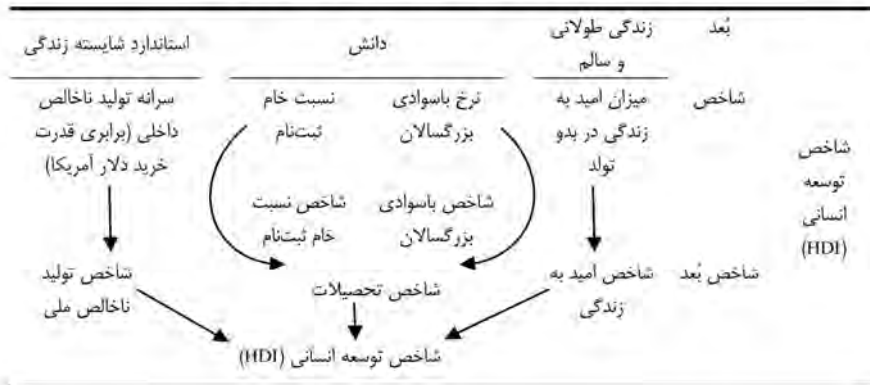 بُعد
زندگی طولانی
و سالم
دانش
استاندارد شایسته زندگی
شاخص
میزان امید به
زندگی در بدو
تولد
نرخ باسوادی
بزرگسالان
نسبت خام
ثبت‌نام
سرانه تولید ناخالص
داخلی (برابری قدرت
خرید دلار آمریکا)
شاخص
توسعه
انسانی
(HDI)
شاخص باسوادی
بزرگسالان
شاخص نسبت
خام ثبت‌نام
شاخص بُعد
شاخص امید به
زندگی
شاخص تحصیلات
شاخص تولید
ناخالص ملی
شاخص توسعه انسانی (HDI)